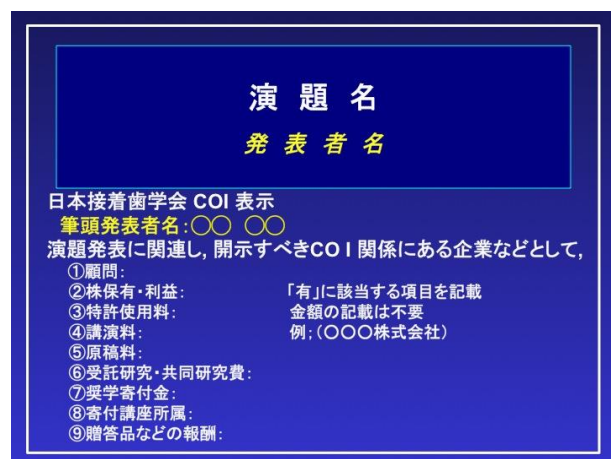 演 題 名
発 表 者 名
日本接着歯学会 COI 表示
筆頭発表者名:○○ ○○
演題発表に関連し, 開示すべきCO I 関係にある企業などとして,
①顧問:
②株保有・利益: 「有」に該当する項目を記載
③特許使用料: 金額の記載は不要
④講演料: 例;(○○○株式会社)
⑤原稿料:
⑥受託研究・共同研究費:
⑦奨学寄付金:
⑧寄付講座所属:
⑨贈答品などの報酬: